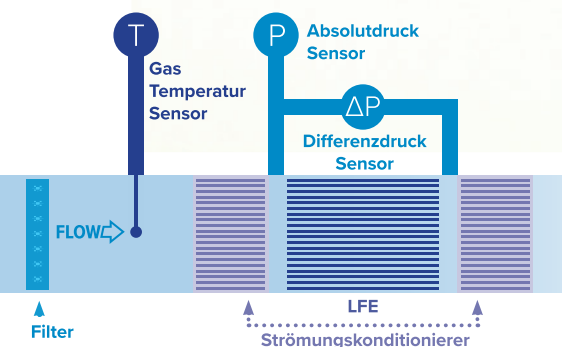 T
Gas
Temperatur
Sensor
P
Absolutdruck
Sensor
ΔP
Differenzdruck
Sensor
FLOW
Filter
LFE
Strömungskonditionierer